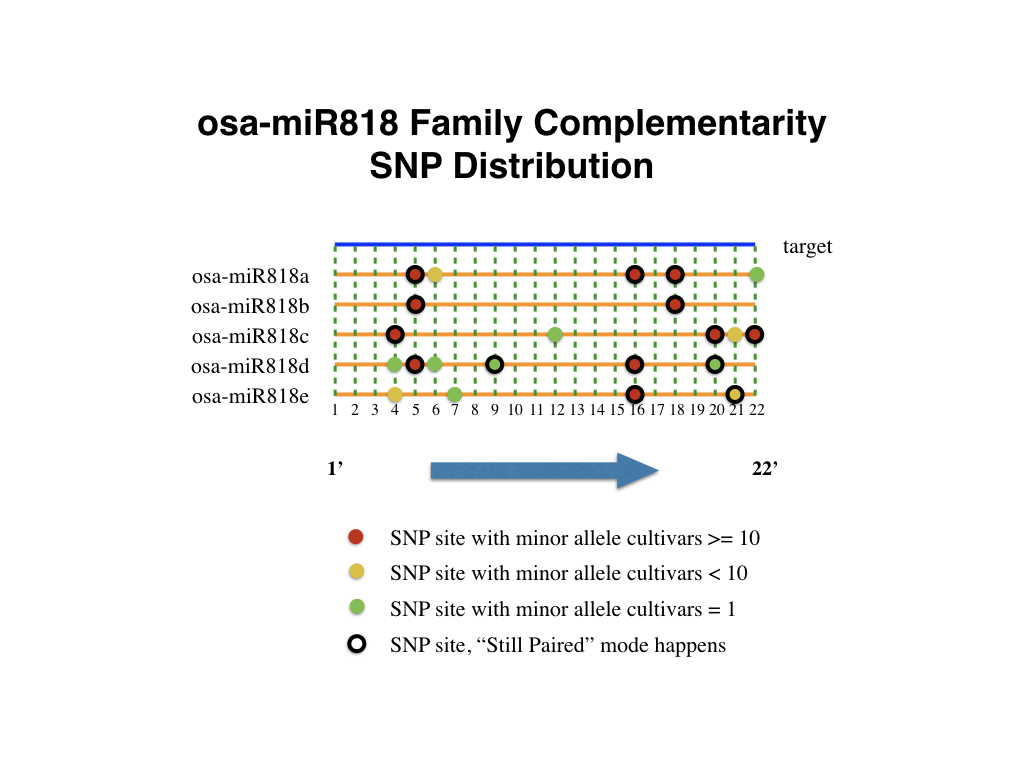 osa-miR818 Family Complementarity
SNP Distribution
target
osa-miR818a
osa-miR818b
osa-miR818c
osa-miR818d
osa-miR818e
1 2 3 4 5 6 7 8 9 10 11 12 13 14 15 16 17 18 19 20 21 22
1’ 22’
SNP site with minor allele cultivars >= 10
SNP site with minor allele cultivars < 10
SNP site with minor allele cultivars = 1
SNP site, “Still Paired” mode happens